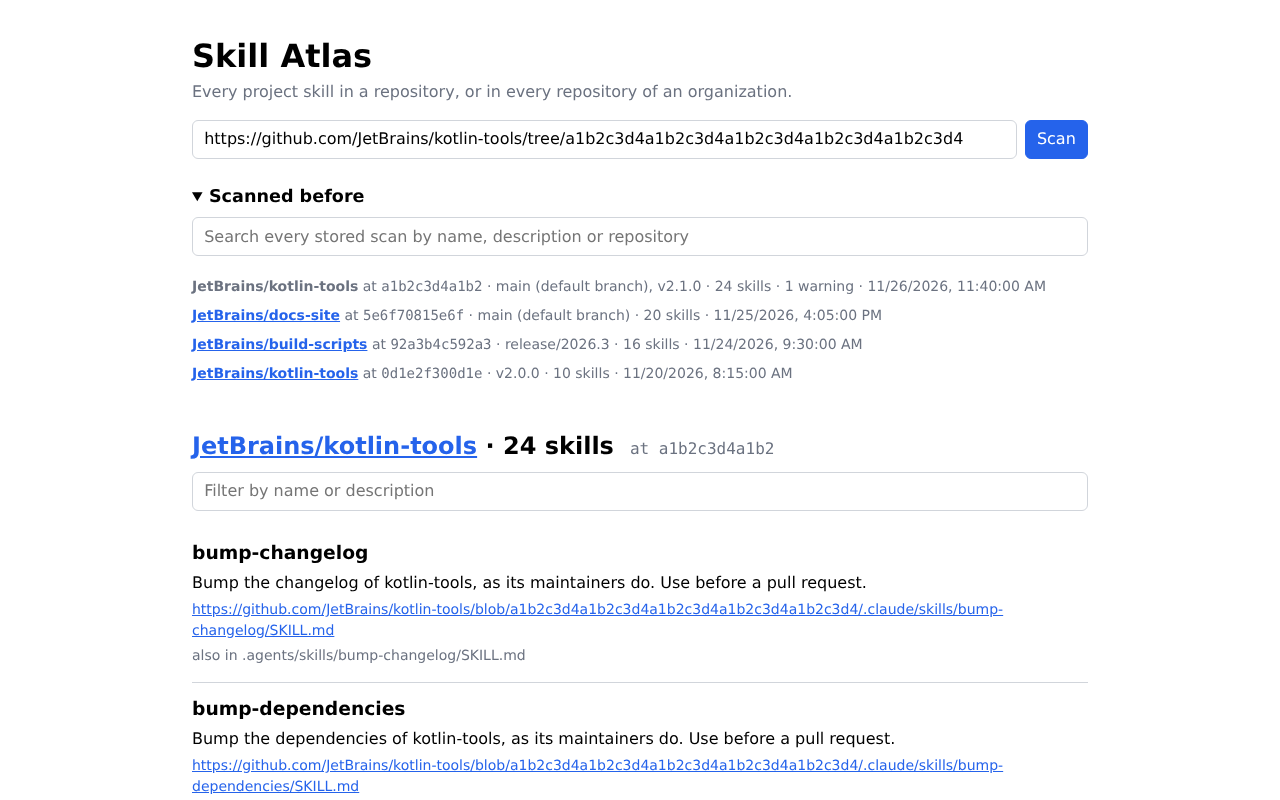 Skill Atlas
Every project skill in a repository, or in every repository of an organization.
https://github.com/JetBrains/kotlin-tools/tree/a1b2c3d4a1b2c3d4a1b2c3d4a1b2c3d4a1b2c3d4
Scan
▼ Scanned before
Search every stored scan by name, description or repository
JetBrains/kotlin-tools at a1b2c3d4a1b2 · main (default branch), v2.1.0 · 24 skills · 1 warning · 11/26/2026, 11:40:00 AM
JetBrains/docs-site at 5e6f70815e6f · main (default branch) · 20 skills · 11/25/2026, 4:05:00 PM
JetBrains/build-scripts at 92a3b4c592a3 · release/2026.3 · 16 skills · 11/24/2026, 9:30:00 AM
JetBrains/kotlin-tools at 0d1e2f300d1e · v2.0.0 · 10 skills · 11/20/2026, 8:15:00 AM
JetBrains/kotlin-tools · 24 skills at a1b2c3d4a1b2
Filter by name or description
bump-changelog
Bump the changelog of kotlin-tools, as its maintainers do. Use before a pull request.
https://github.com/JetBrains/kotlin-tools/blob/a1b2c3d4a1b2c3d4a1b2c3d4a1b2c3d4a1b2c3d4/.claude/skills/bump-
changelog/SKILL.md
also in .agents/skills/bump-changelog/SKILL.md
bump-dependencies
Bump the dependencies of kotlin-tools, as its maintainers do. Use before a pull request.
https://github.com/JetBrains/kotlin-tools/blob/a1b2c3d4a1b2c3d4a1b2c3d4a1b2c3d4a1b2c3d4/.claude/skills/bump-
dependencies/SKILL.md